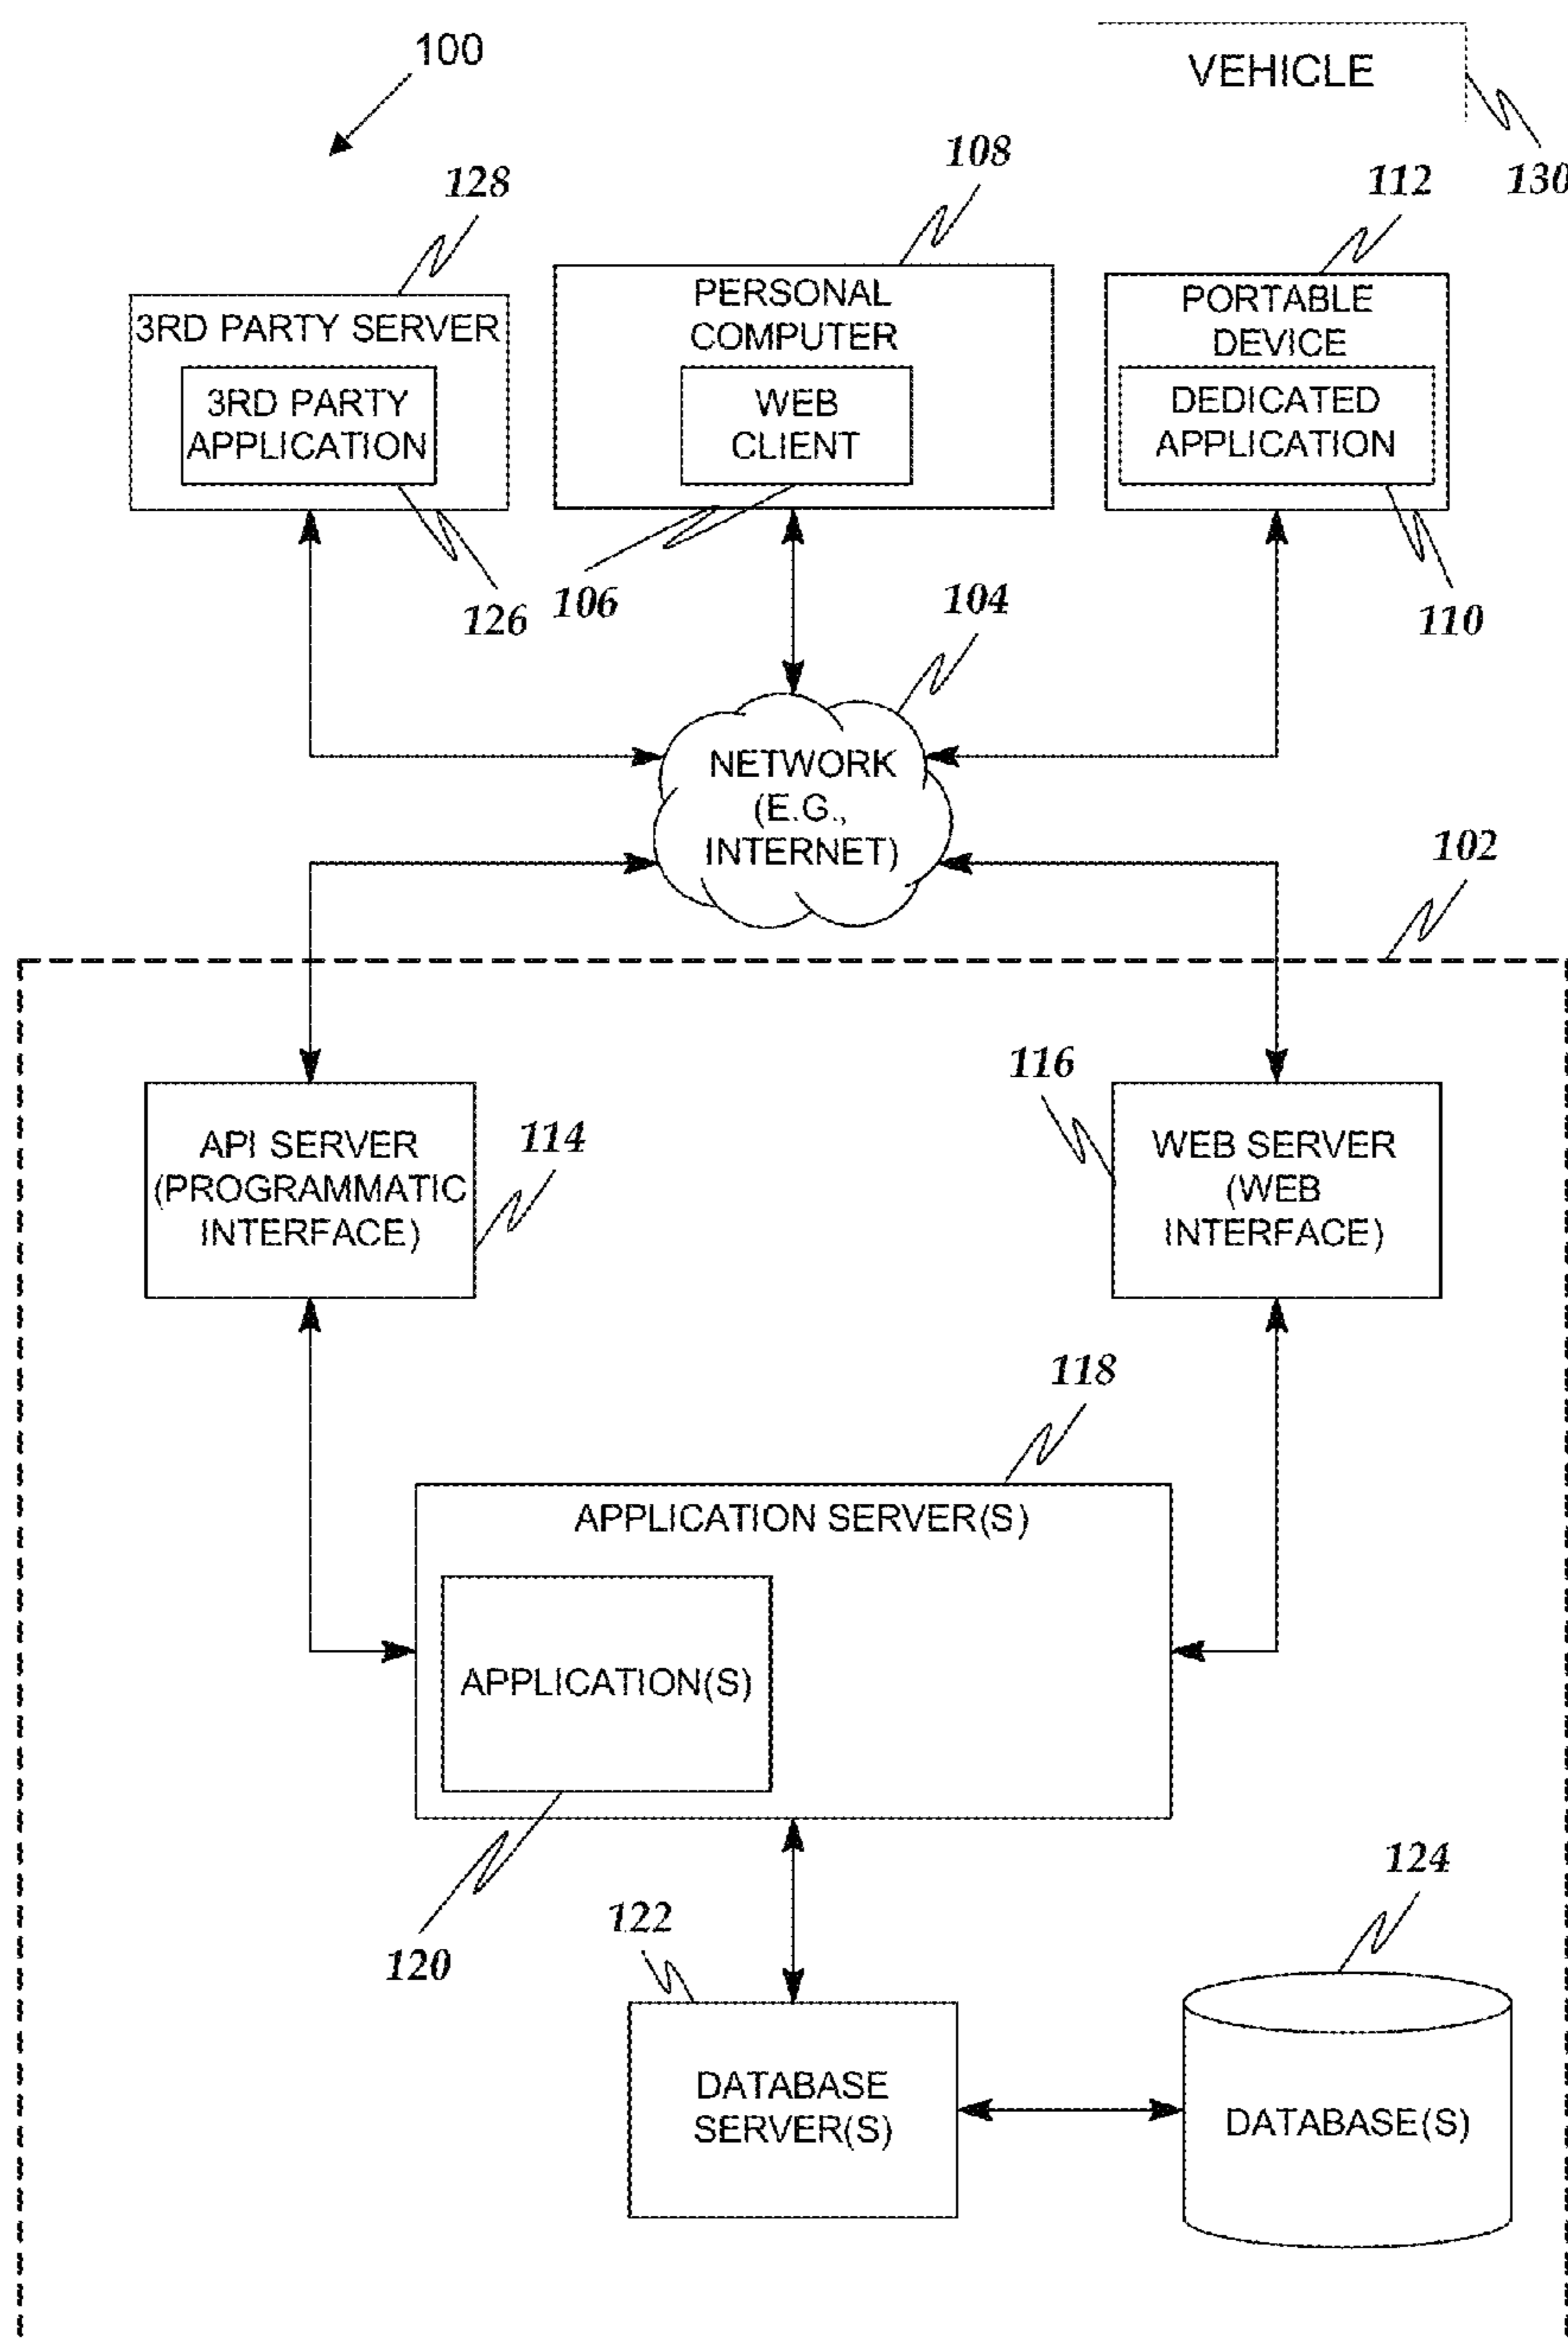 100
VEHICLE
130
108
112
128
3RD PARTY SERVER
3RD PARTY
APPLICATION
PERSONAL
COMPUTER
WEB
CLIENT
PORTABLE
DEVICE
DEDICATED
APPLICATION
126
106
104
110
NETWORK
(E.G.,
INTERNET)
102
API SERVER
(PROGRAMMATIC
INTERFACE)
114
116
WEB SERVER
(WEB
INTERFACE)
118
APPLICATION SERVER(S)
APPLICATION(S)
120
122
124
DATABASE
SERVER(S)
DATABASE(S)